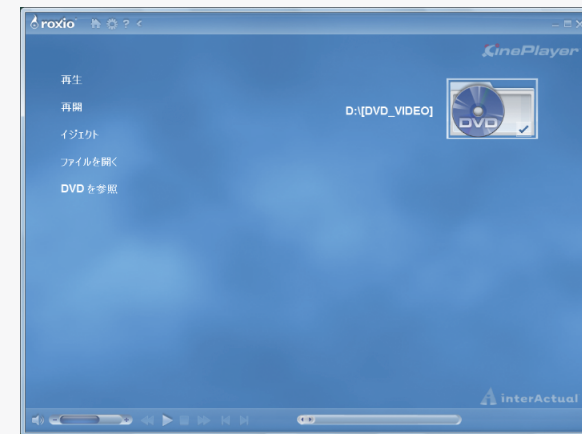 roxio
CinePlayer
再生
再開
D:\[DVD_VIDEO]
DVD
イジェクト
ファイルを開く
DVD を参照
interActual